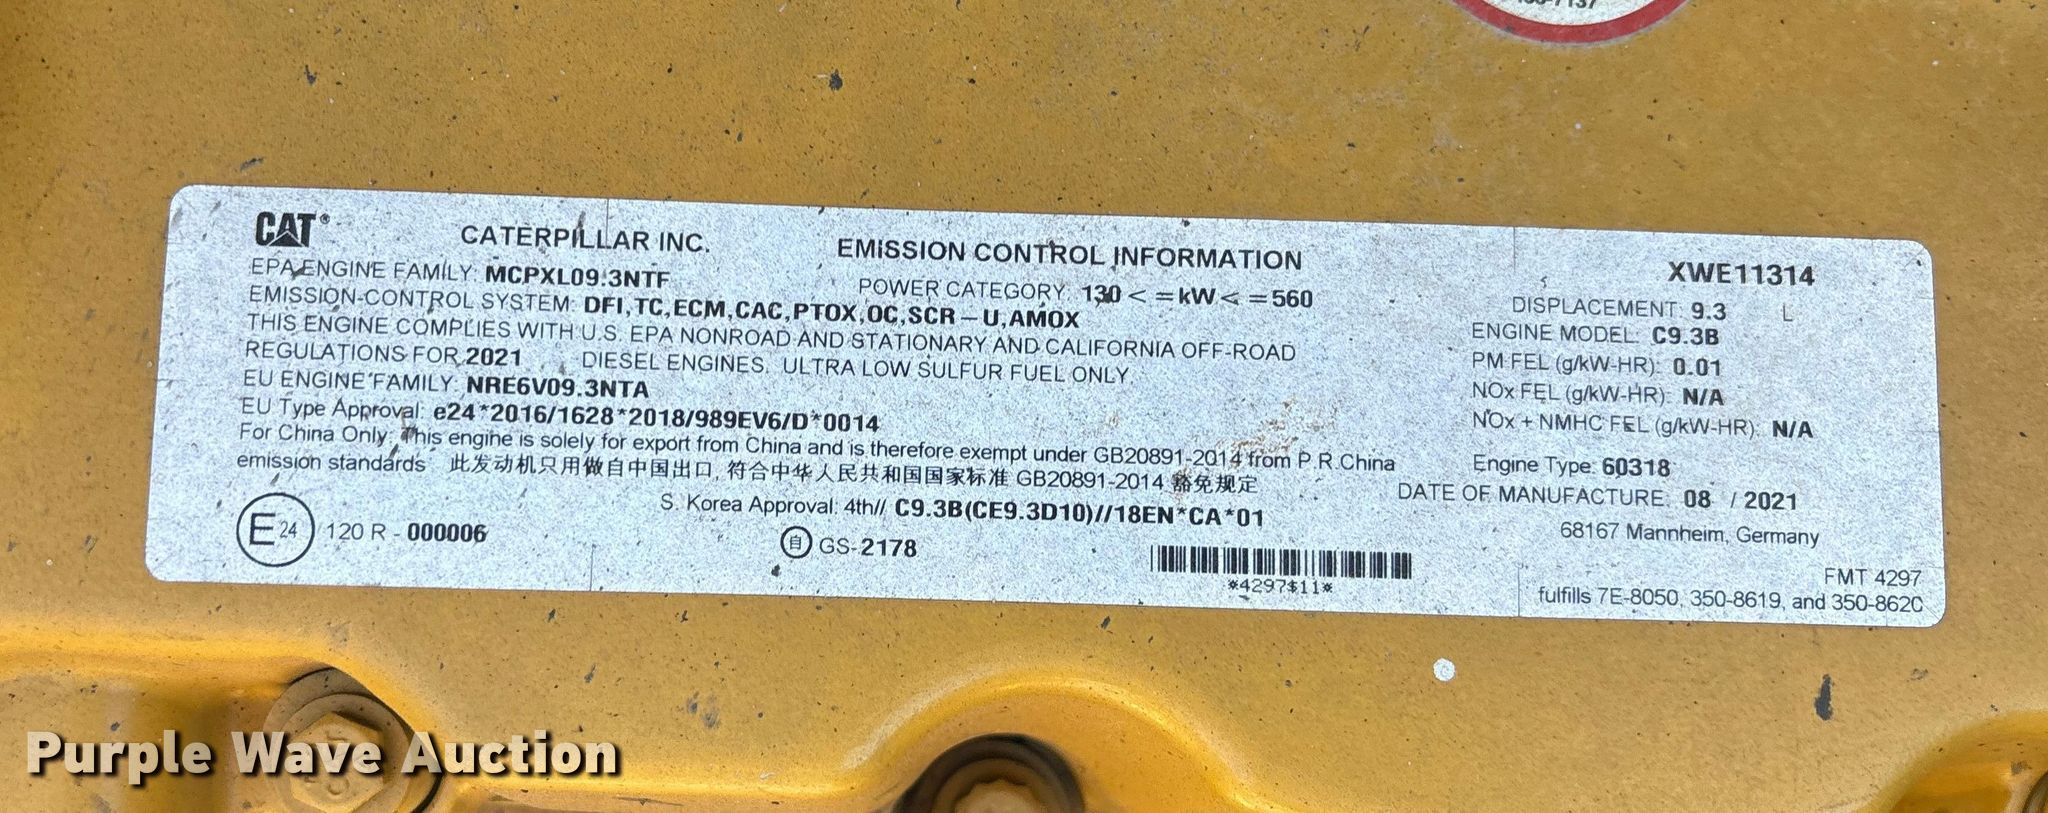 CAT®
CATERPILLAR INC.
EMISSION CONTROL INFORMATION
XWE11314
EPA ENGINE FAMILY: MCPXL09.3NTF
POWER CATEGORY: 130 < =kW < =560
DISPLACEMENT: 9.3 L
EMISSION-CONTROL SYSTEM: DFI,TC,ECM,CAC,PTOX,OC,SCR-U,AMOX
ENGINE MODEL: C9.3B
THIS ENGINE COMPLIES WITH U.S. EPA NONROAD AND STATIONARY AND CALIFORNIA OFF-ROAD
PM FEL (g/kW-HR): 0.01
REGULATIONS FOR 2021 DIESEL ENGINES. ULTRA LOW SULFUR FUEL ONLY.
NOx FEL (g/kW-HR): N/A
EU ENGINE FAMILY: NRE6V09.3NTA
NOx + NMHC FEL (g/kW-HR): N/A
EU Type Approval: e24*2016/1628*2018/989EV6/D*0014
For China Only: This engine is solely for export from China and is therefore exempt under GB20891-2014 from P.R.China
Engine Type: 60318
emission standards 此发动机只用做自中国出口, 符合中华人民共和国国家标准 GB20891-2014 豁免规定
DATE OF MANUFACTURE: 08 / 2021
S. Korea Approval: 4th// C9.3B(CE9.3D10)//18EN*CA*01
68167 Mannheim, Germany
E24 120 R - 000006
自 GS-2178
*4297$11*
FMT 4297
fulfills 7E-8050, 350-8619, and 350-8620
Purple Wave Auction